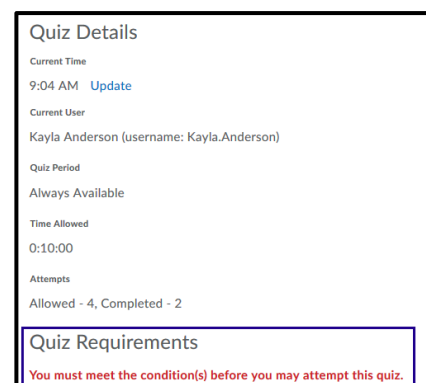 Quiz Details
Current Time
9:04 AM Update
Current User
Kayla Anderson (username: Kayla.Anderson)
Quiz Period
Always Available
Time Allowed
0:10:00
Attempts
Allowed - 4, Completed - 2
Quiz Requirements
You must meet the condition(s) before you may attempt this quiz.